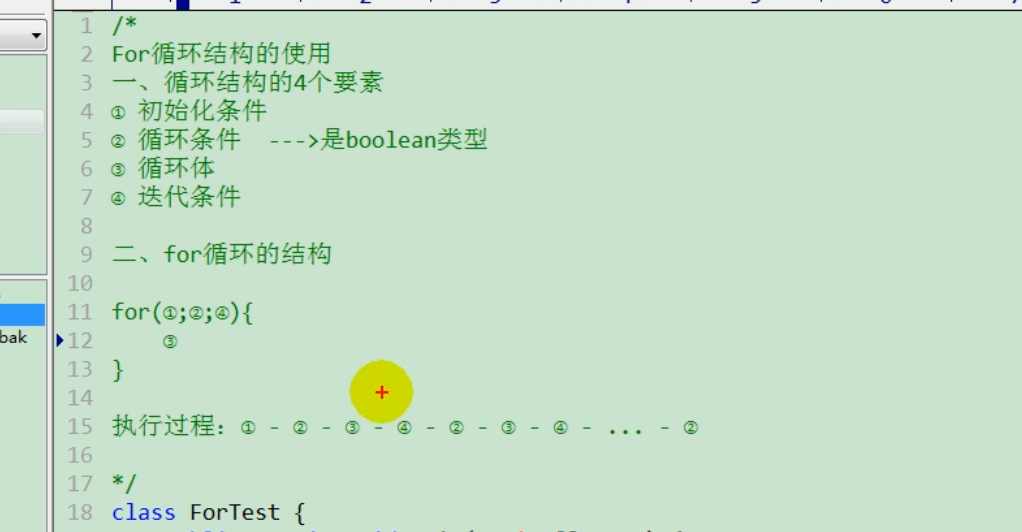 1 /*
2 For循环结构的使用
3 一、循环结构的4个要素
4 ① 初始化条件
5 ② 循环条件  --->是boolean类型
6 ③ 循环体
7 ④ 迭代条件
8
9 二、for循环的结构
10
11 for(①;②;④){
12     ③
13 }
14
15 执行过程：① - ② - ③ - ④ - ② - ③ - ④ - ... - ②
16
17 */
18 class ForTest {
bak